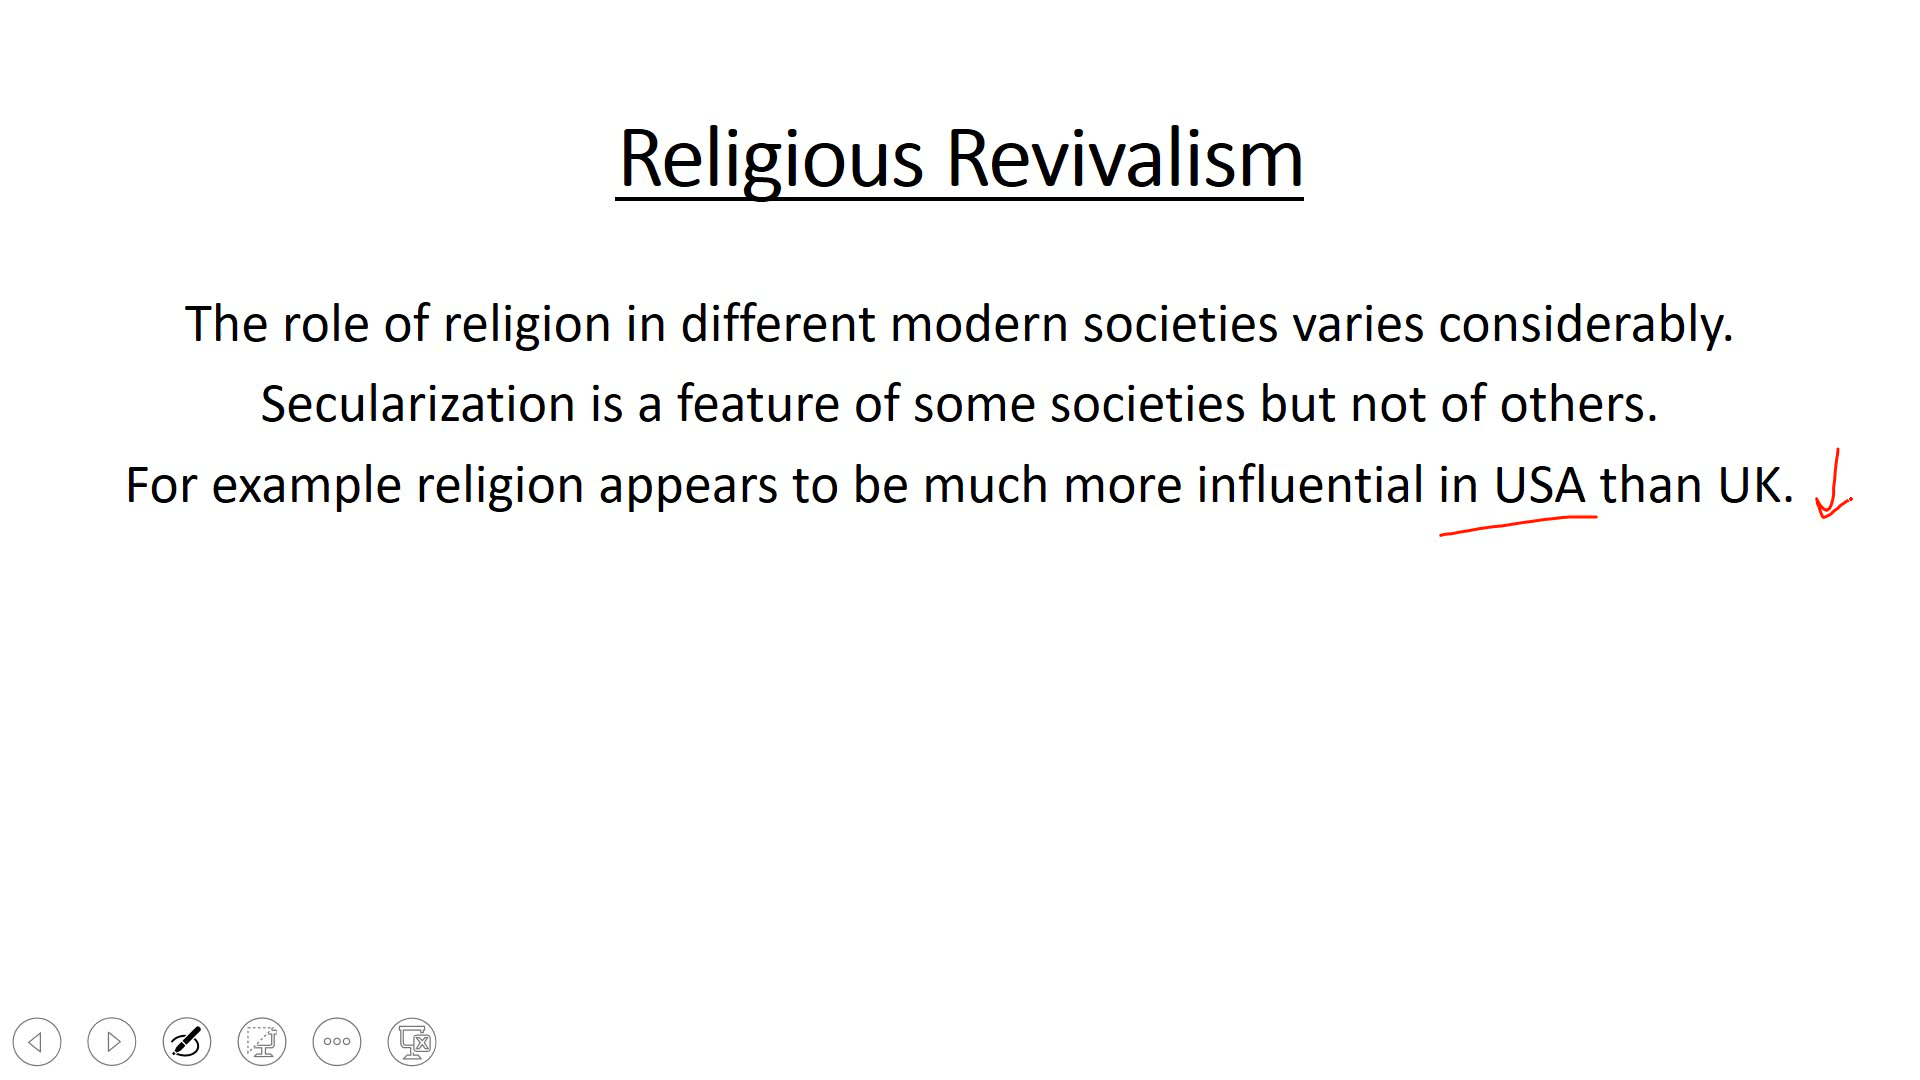 Religious Revivalism
The role of religion in different modern societies varies considerably.
Secularization is a feature of some societies but not of others.
For example religion appears to be much more influential in USA than UK.